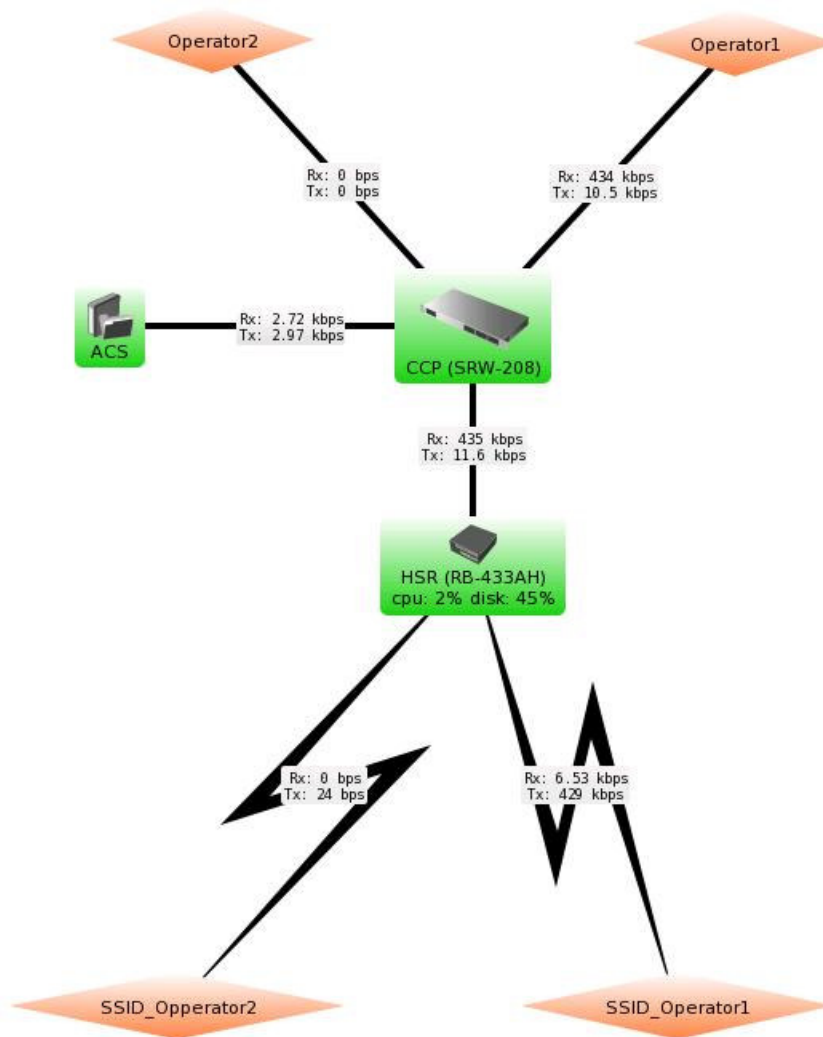 Operator2
Operator1
Rx: 0 bps
Tx: 0 bps
Rx: 434 kbps
Tx: 10.5 kbps
ACS
Rx: 2.72 kbps
Tx: 2.97 kbps
CCP (SRW-208)
Rx: 435 kbps
Tx: 11.6 kbps
HSR (RB-433AH)
cpu: 2% disk: 45%
Rx: 0 bps
Tx: 24 bps
Rx: 6.53 kbps
Tx: 429 kbps
SSID_Opperator2
SSID_Operator1